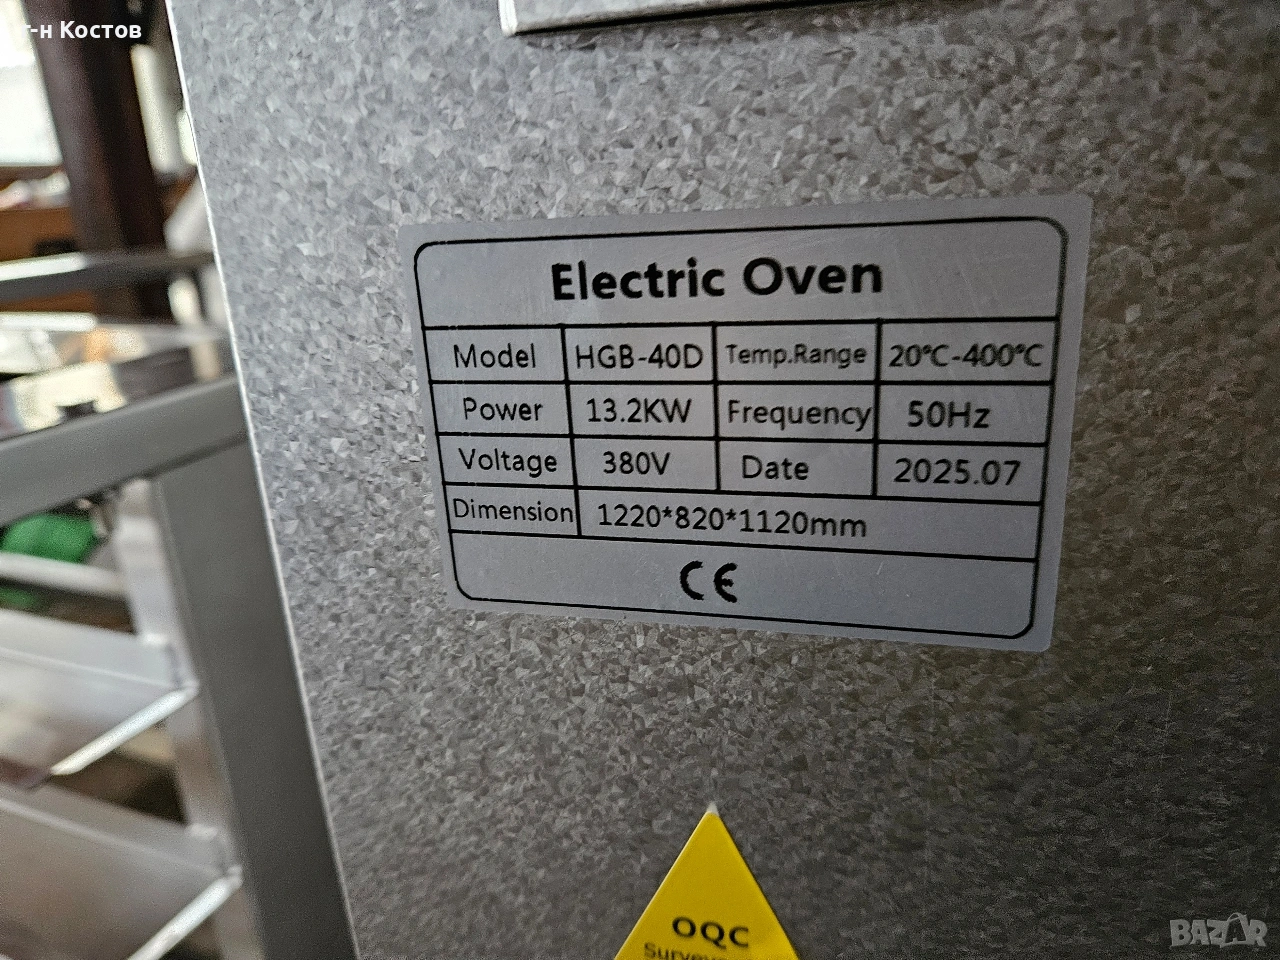 т-н Костов
Electric Oven
Model HGB-40D Temp.Range 20℃-400℃
Power 13.2KW Frequency 50Hz
Voltage 380V Date 2025.07
Dimension 1220*820*1120mm
CE
OQC
BAZAR